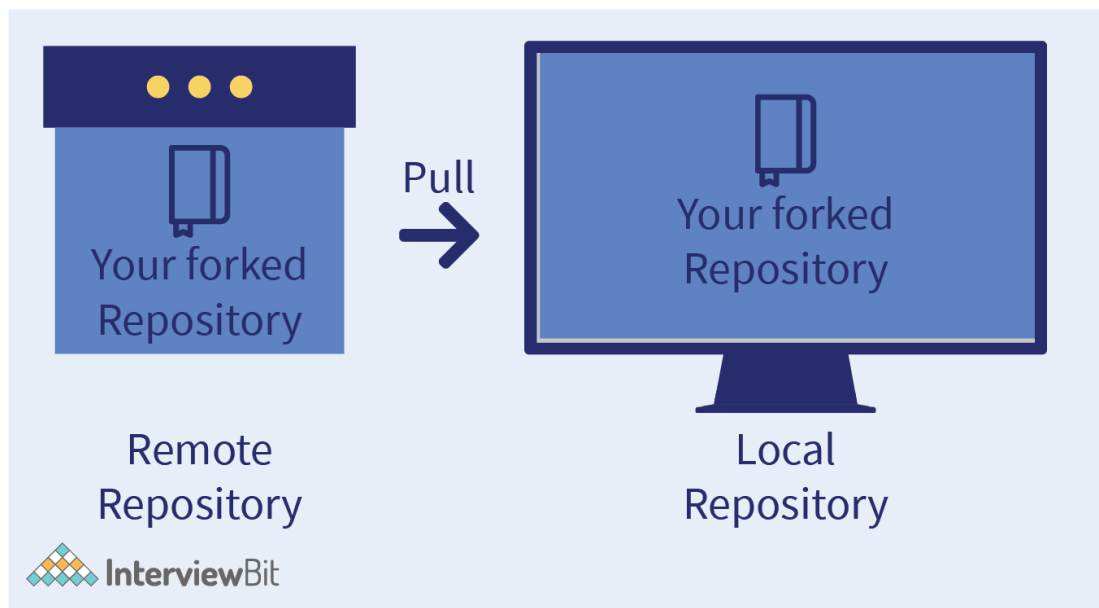 Your forked
Repository
Pull
Your forked
Repository
Remote
Repository
Local
Repository
InterviewBit